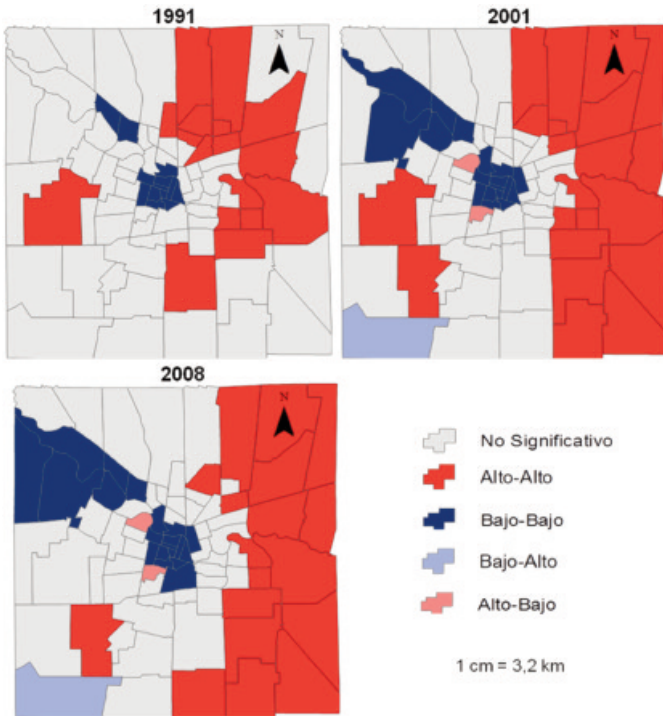 1991
2001
N
N
2008
N
No Significativo
Alto-Alto
Bajo-Bajo
Bajo-Alto
Alto-Bajo
1 cm = 3,2 km